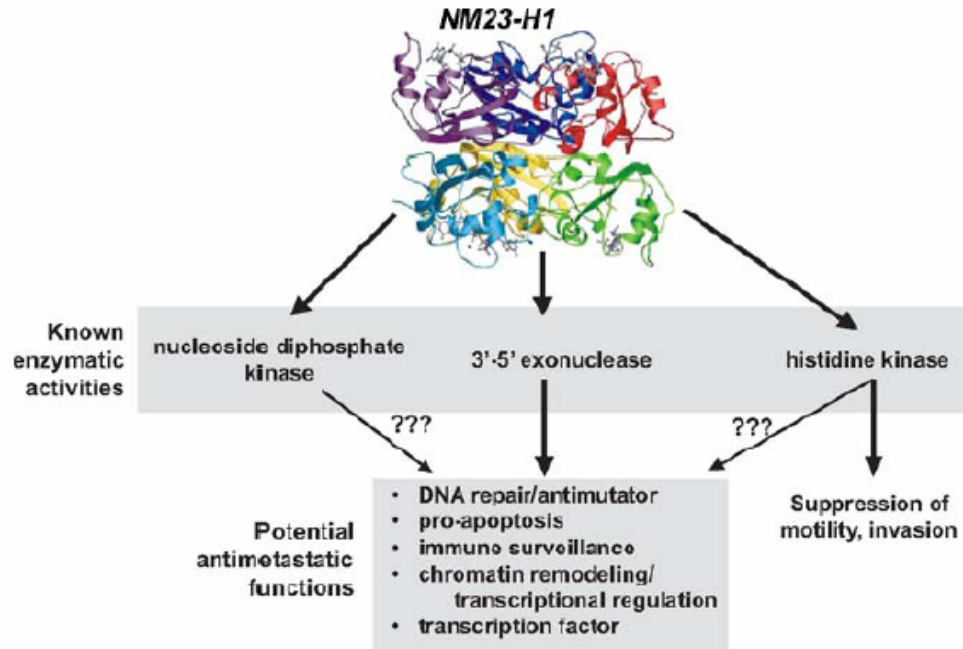 NM23-H1
Known
enzymatic
activities
nucleoside diphosphate
kinase
3'-5' exonuclease
histidine kinase
???
???
Potential
antimetastatic
functions
• DNA repair/antimutator
• pro-apoptosis
• immuno surveillance
• chromatin remodeling/
transcriptional regulation
• transcription factor
Suppression of
motility, invasion